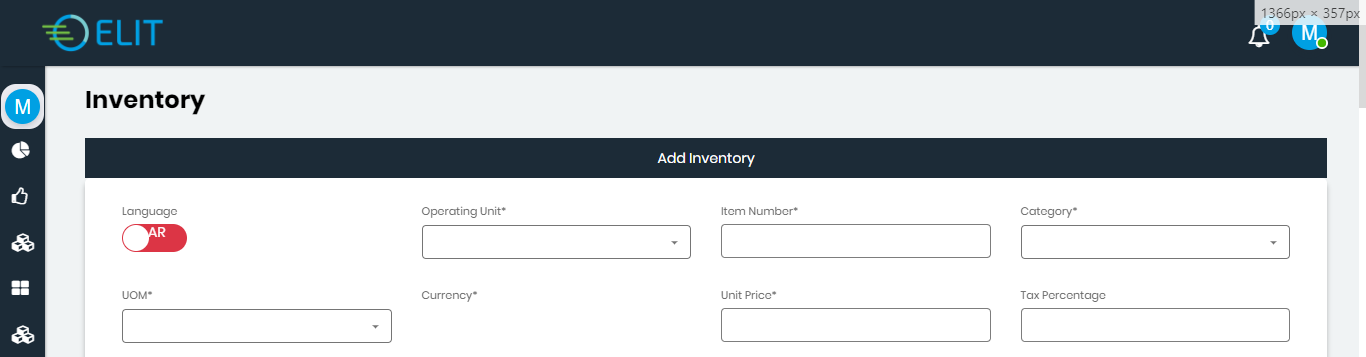 1366px × 357px
ELIT
0
M
M
Inventory
Add Inventory
Language
Operating Unit*
Item Number*
Category*
AR
UOM*
Currency*
Unit Price*
Tax Percentage